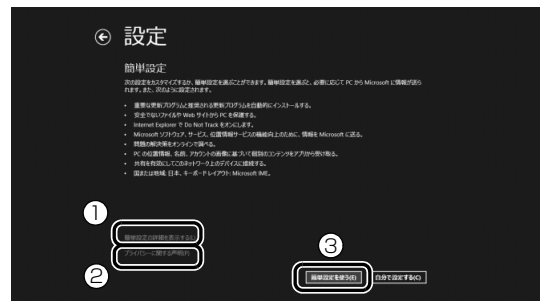 設定
簡単設定
次の設定をカスタマイズするか、簡単設定を選ぶことができます。簡単設定を選ぶと、必要に応じて PC から Microsoft に情報が送ら
れます。また、次のように設定されます。
• 重要な更新プログラムと推奨される更新プログラムを自動的にインストールする。
• 安全でないファイルや Web サイトから PC を保護する。
• Internet Explorer で Do Not Track をオンにします。
• Microsoft ソフトウェア、サービス、位置情報サービスの機能向上のために、情報を Microsoft に送る。
• 問題の解決策をオンラインで調べる。
• PC の位置情報、名前、アカウントの画像に基づいて個別のコンテンツをアプリから受け取る。
• 共有を有効にしてこのネットワーク上のデバイスに接続する。
• 国または地域: 日本、キーボード レイアウト: Microsoft IME。
①
簡単設定の詳細を表示する(L)
プライバシーに関する声明(P)
②
③
簡単設定を使う(E)
自分で設定する(C)